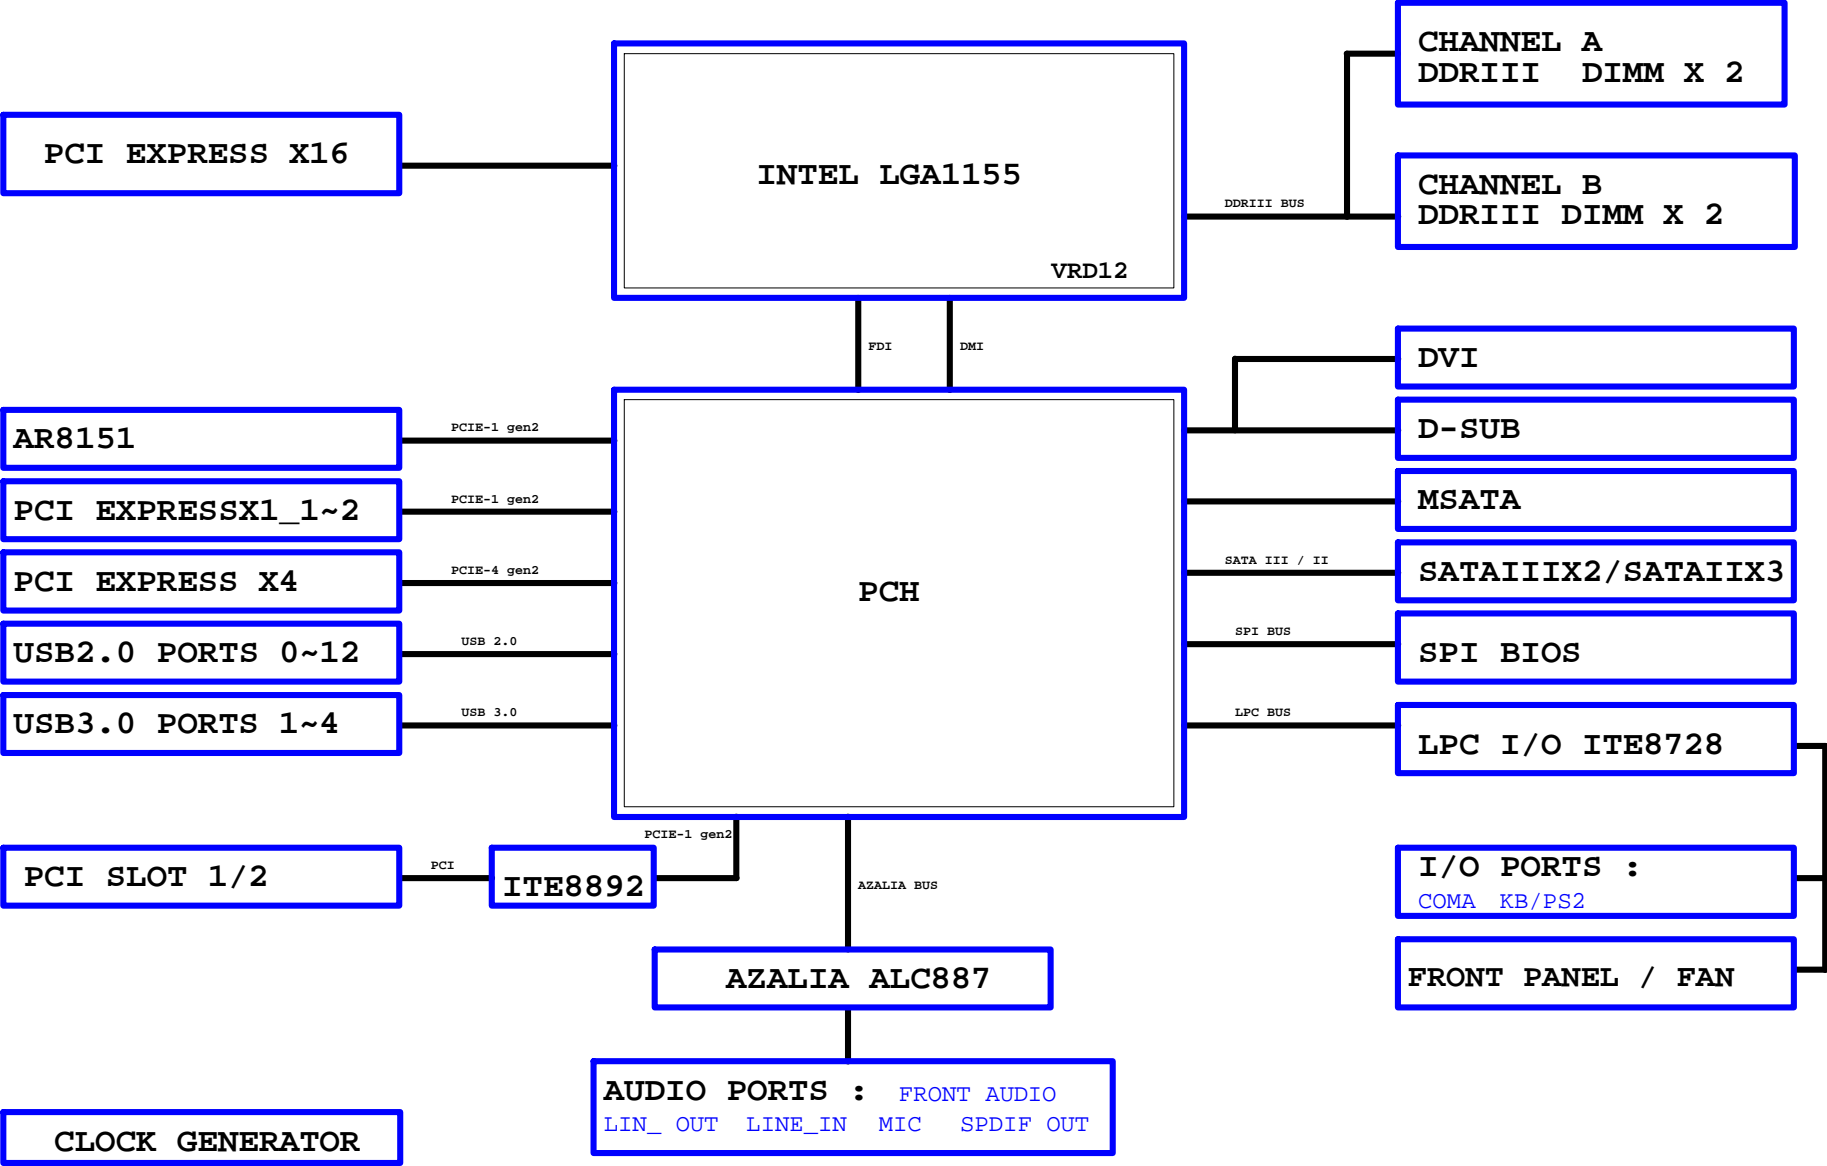 CHANNEL A
DDRIII DIMM X 2
PCI EXPRESS X16
INTEL LGA1155
VRD12
DDRIII BUS
CHANNEL B
DDRIII DIMM X 2
FDI
DMI
DVI
D-SUB
MSATA
SATA III / II
SATAIIIX2/SATAIIX3
SPI BUS
SPI BIOS
LPC BUS
LPC I/O ITE8728
I/O PORTS :
COMA KB/PS2
FRONT PANEL / FAN
AR8151
PCIE-1 gen2
PCI EXPRESSX1_1~2
PCIE-1 gen2
PCI EXPRESS X4
PCIE-4 gen2
USB2.0 PORTS 0~12
USB 2.0
USB3.0 PORTS 1~4
USB 3.0
PCH
PCI SLOT 1/2
PCI
ITE8892
PCIE-1 gen2
AZALIA BUS
AZALIA ALC887
AUDIO PORTS : FRONT AUDIO
LIN_ OUT LINE_IN MIC SPDIF OUT
CLOCK GENERATOR